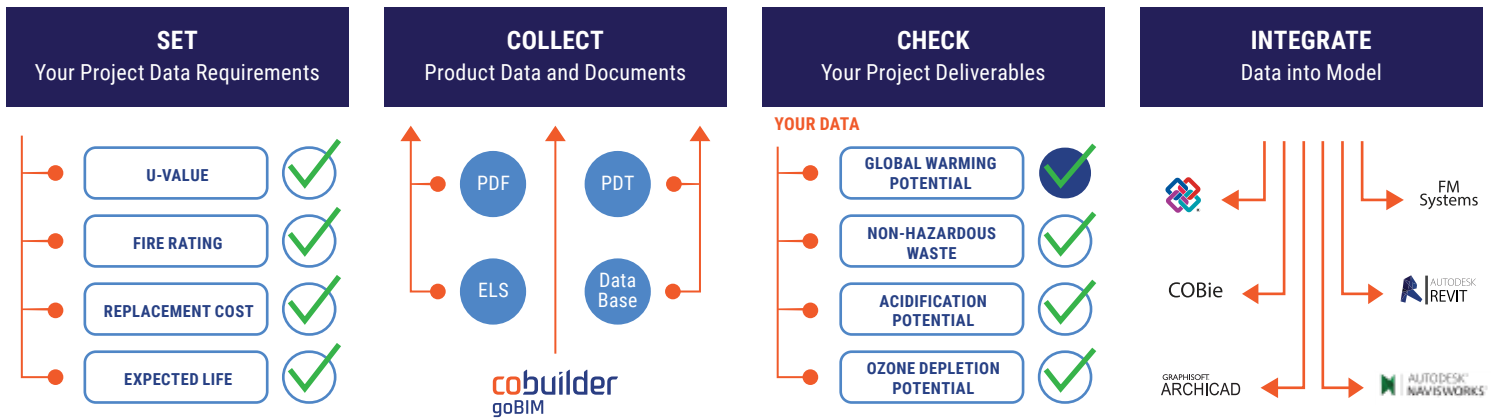 SET
Your Project Data Requirements
U-VALUE
FIRE RATING
REPLACEMENT COST
EXPECTED LIFE
COLLECT
Product Data and Documents
PDF
PDT
ELS
Data
Base
cobuilder
goBIM
CHECK
Your Project Deliverables
YOUR DATA
GLOBAL WARMING
POTENTIAL
NON-HAZARDOUS
WASTE
ACIDIFICATION
POTENTIAL
OZONE DEPLETION
POTENTIAL
INTEGRATE
Data into Model
FM
Systems
COBie
AUTODESK
REVIT
GRAPHISOFT
ARCHICAD
AUTODESK
NAVISWORKS